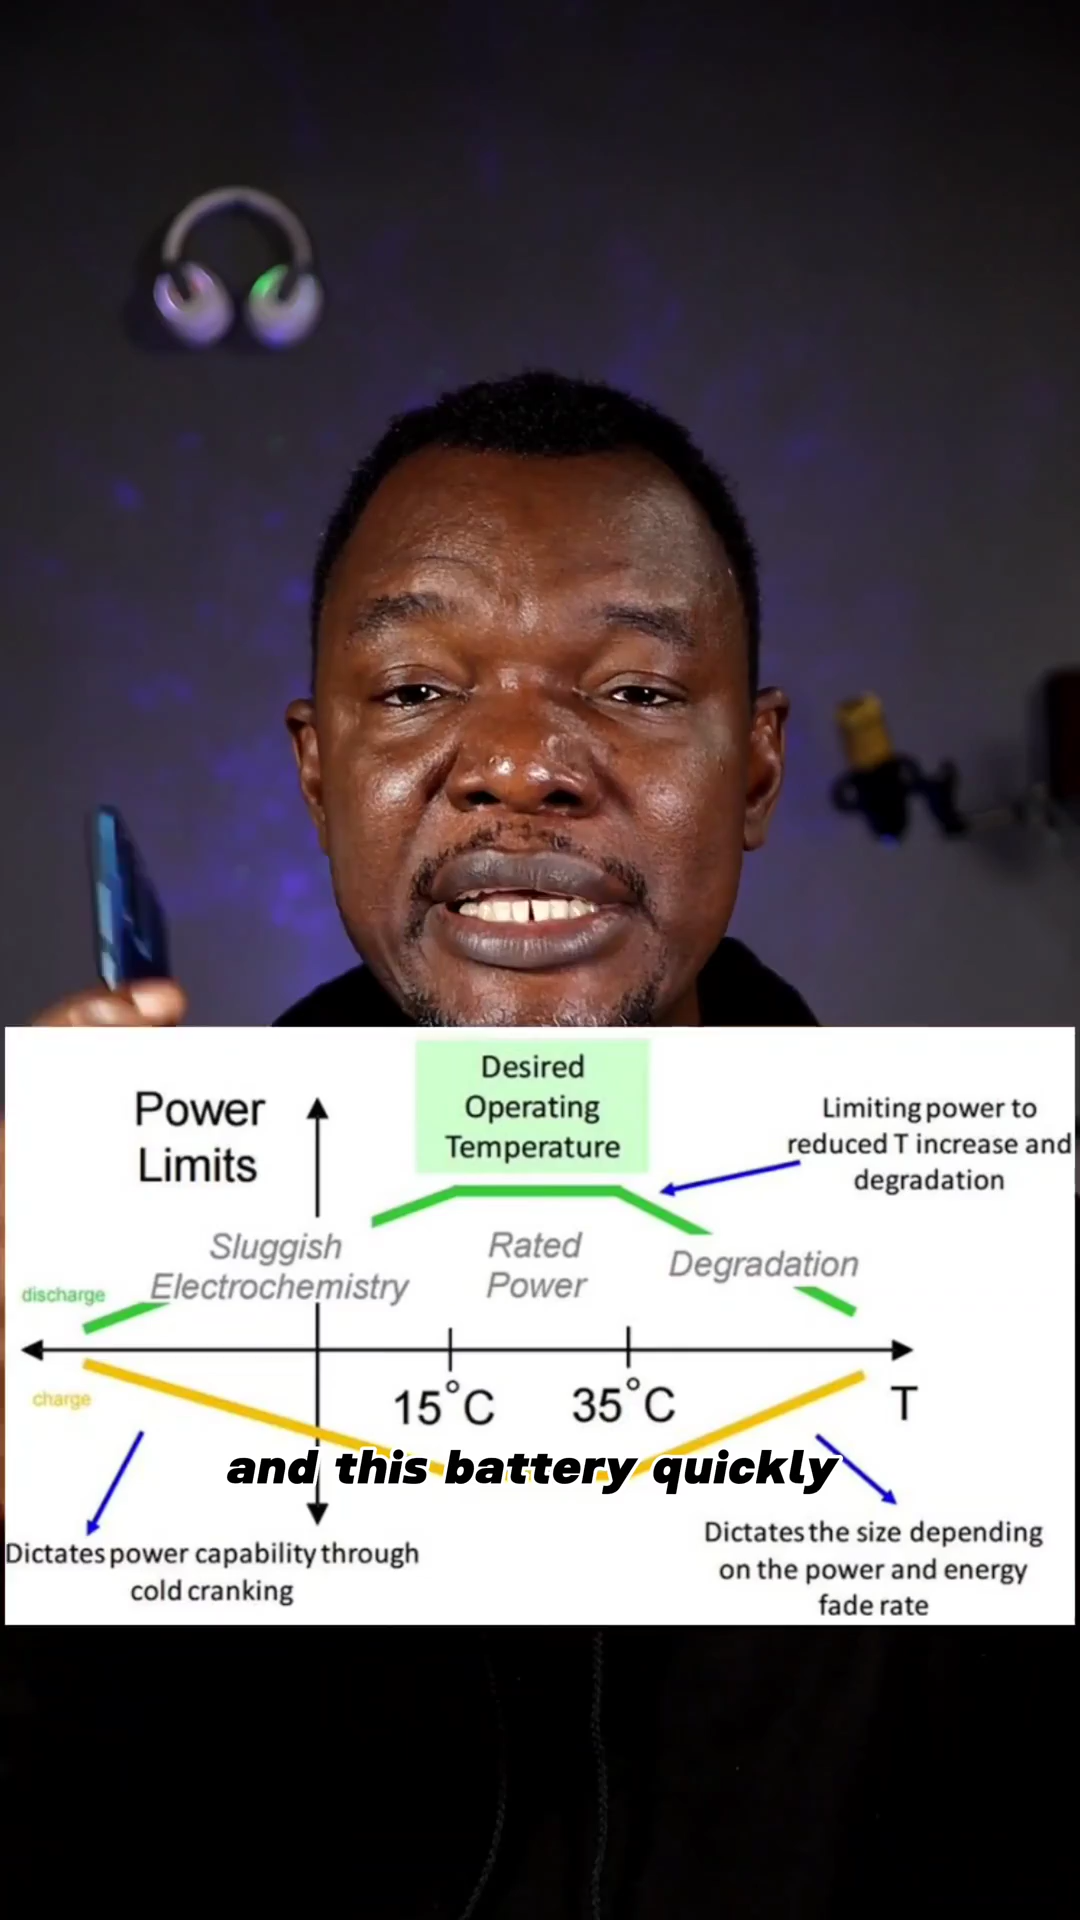 Desired
Operating
Temperature
Power
Limits
Limiting power to
reduced T increase and
degradation
Sluggish
Electrochemistry
Rated
Power
Degradation
discharge
charge
15°C
35°C
T
and this battery quickly
Dictates power capability through
cold cranking
Dictates the size depending
on the power and energy
fade rate